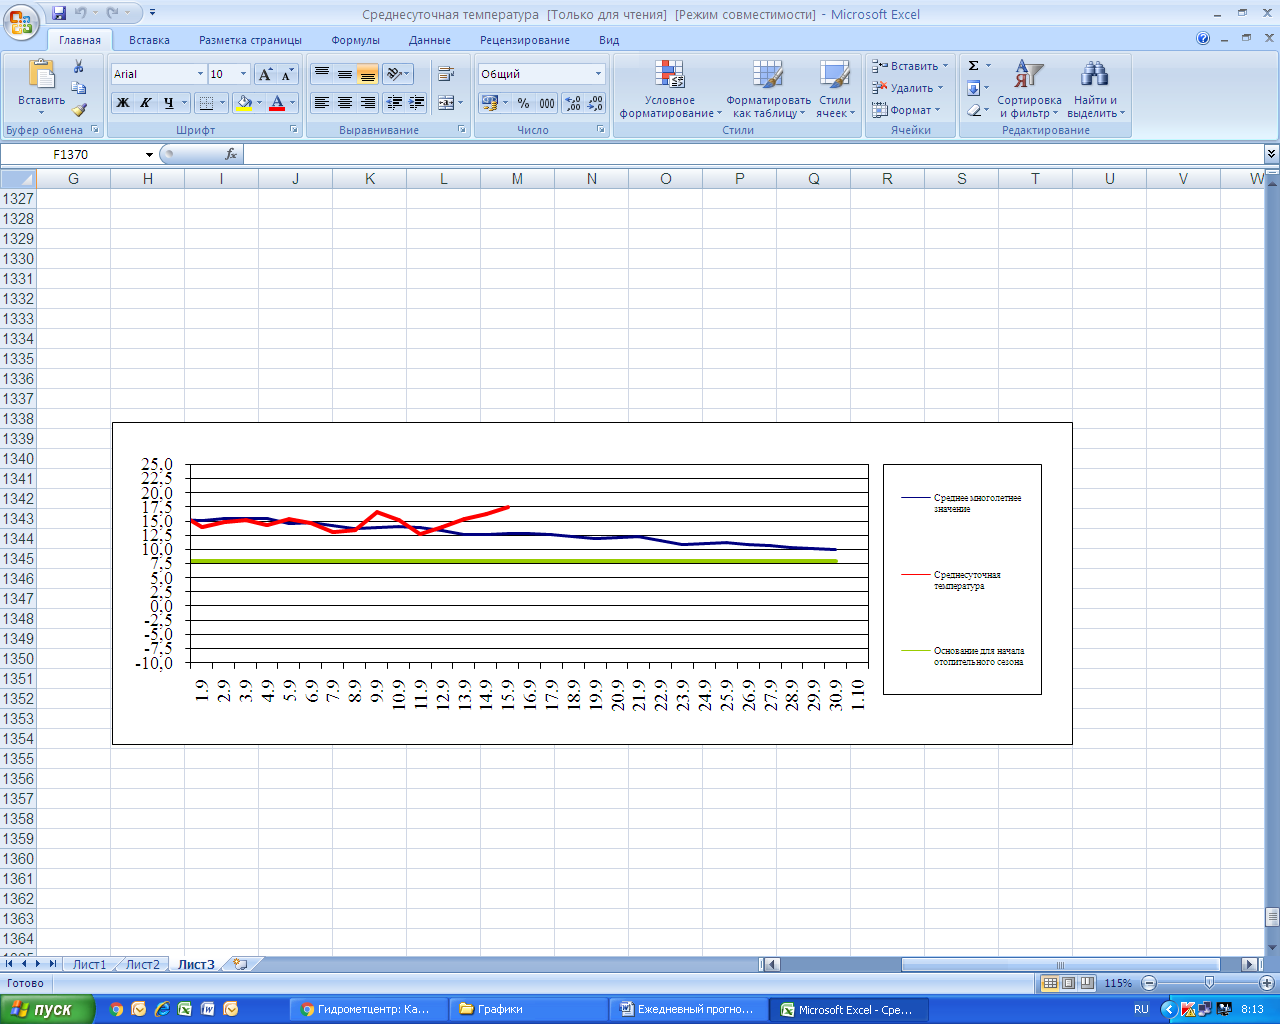 Среднесуточная температура  [Только для чтения]  [Режим совместимости] - Microsoft Excel
Главная Вставка Разметка страницы Формулы Данные Рецензирование Вид
Вставить
Буфер обмена
Arial 10
Ж К Ч
Шрифт
Выравнивание
Общий
% 000
Число
Условное форматирование
Форматировать как таблицу
Стили ячеек
Стили
Вставить
Удалить
Формат
Ячейки
Σ
Сортировка и фильтр
Найти и выделить
Редактирование
F1370
fx
G H I J K L M N O P Q R S T U V W
1327
1328
1329
1330
1331
1332
1333
1334
1335
1336
1337
1338
1339
1340
1341
1342
1343
1344
1345
1346
1347
1348
1349
1350
1351
1352
1353
1354
1355
1356
1357
1358
1359
1360
1361
1362
1363
1364
25,0
22,5
20,0
17,5
15,0
12,5
10,0
7,5
5,0
2,5
0,0
-2,5
-5,0
-7,5
-10,0
1.9 2.9 3.9 4.9 5.9 6.9 7.9 8.9 9.9 10.9 11.9 12.9 13.9 14.9 15.9 16.9 17.9 18.9 19.9 20.9 21.9 22.9 23.9 24.9 25.9 26.9 27.9 28.9 29.9 30.9 1.10
Среднее многолетнее
значение
Среднесуточная
температура
Основание для начала
отопительного сезона
Лист1 Лист2 Лист3
Готово
115%
пуск
Гидрометцентр: Ка...
Графики
Ежедневный прогно...
Microsoft Excel - Сре...
RU
8:13